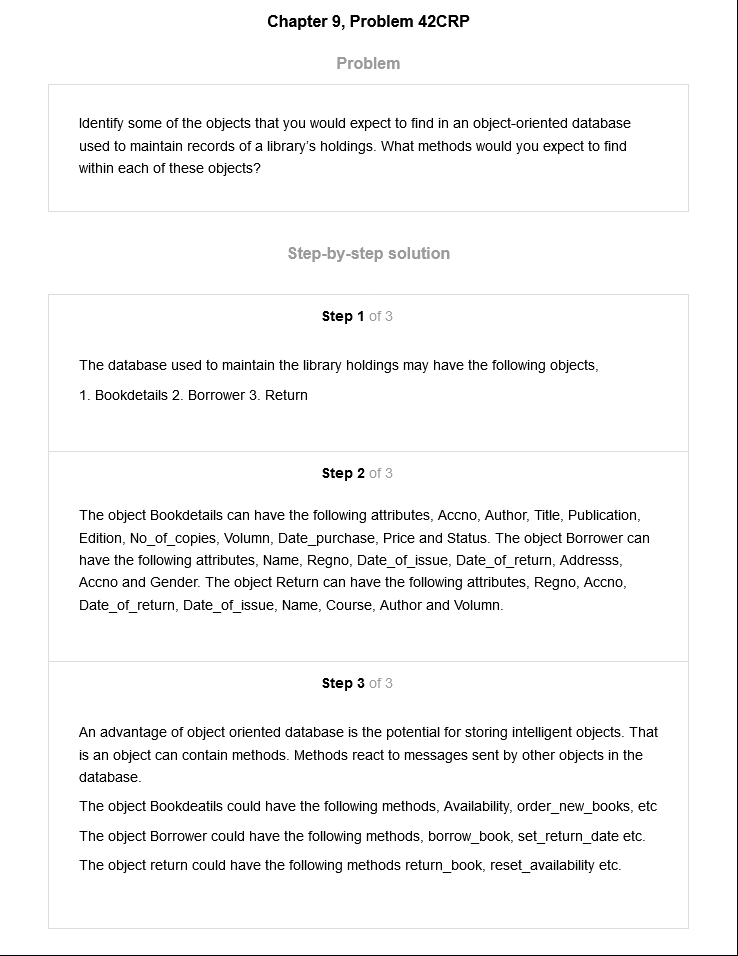 Chapter 9, Problem 42CRP
Problem
Identify some of the objects that you would expect to find in an object-oriented database
used to maintain records of a library's holdings. What methods would you expect to find
within each of these objects?
Step-by-step solution
Step 1 of 3
The database used to maintain the library holdings may have the following objects,
1. Bookdetails 2. Borrower 3. Return
Step 2 of 3
The object Bookdetails can have the following attributes, Accno, Author, Title, Publication,
Edition, No_of_copies, Volumn, Date_purchase, Price and Status. The object Borrower can
have the following attributes, Name, Regno, Date_of_issue, Date_of_return, Addresss,
Accno and Gender. The object Return can have the following attributes, Regno, Accno,
Date_of_return, Date_of_issue, Name, Course, Author and Volumn.
Step 3 of 3
An advantage of object oriented database is the potential for storing intelligent objects. That
is an object can contain methods. Methods react to messages sent by other objects in the
database.
The object Bookdeatils could have the following methods, Availability, order_new_books, etc
The object Borrower could have the following methods, borrow_book, set_return_date etc.
The object return could have the following methods return_book, reset_availability etc.